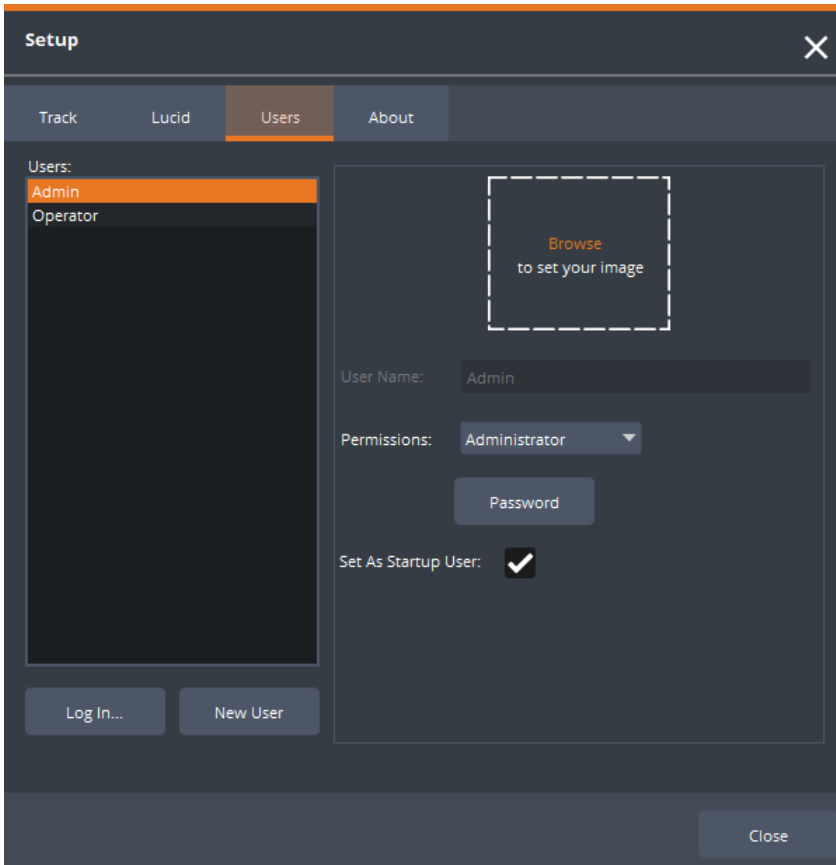 Setup
Track Lucid Users About
Users:
Admin
Operator
Browse
to set your image
User Name: Admin
Permissions: Administrator
Password
Set As Startup User:
Log In... New User
Close